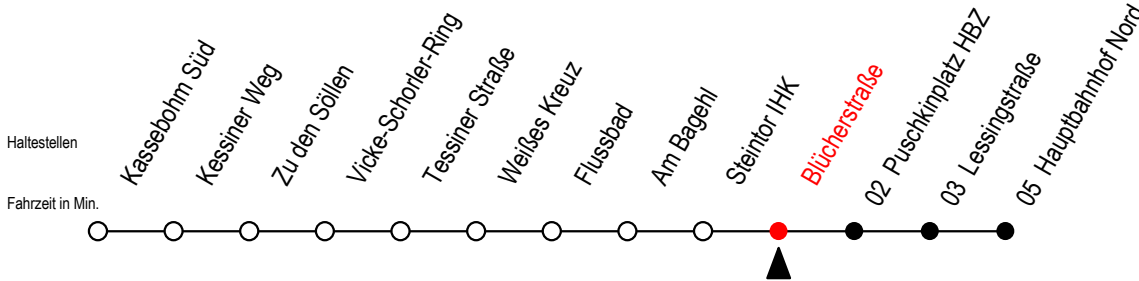 Haltestellen
Fahrzeit in Min.
Kassebohm Süd
Kessiner Weg
Zu den Söllen
Vicke-Schorler-Ring
Tessiner Straße
Weißes Kreuz
Flussbad
Am Bagehl
Steintor IHK
Blücherstraße
02 Puschkinplatz HBZ
03 Lessingstraße
05 Hauptbahnhof Nord